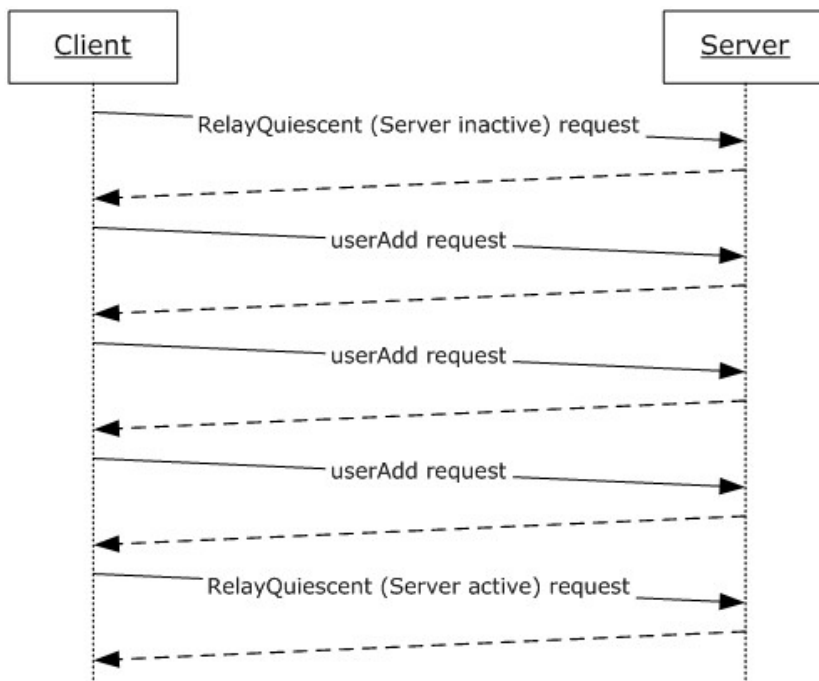 Client
Server
RelayQuiescent (Server inactive) request
userAdd request
userAdd request
userAdd request
RelayQuiescent (Server active) request